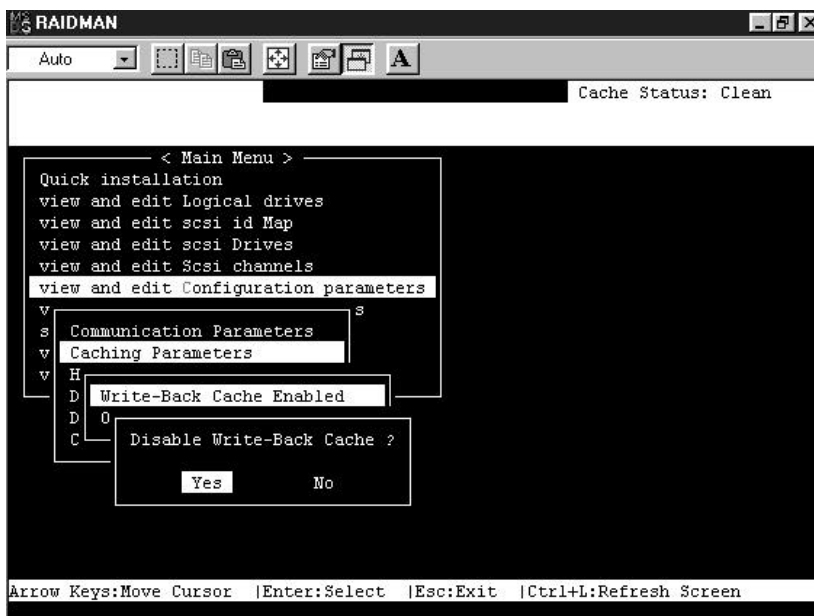 RAIDMAN
Auto
A
Cache Status: Clean
< Main Menu >
Quick installation
view and edit Logical drives
view and edit scsi id Map
view and edit scsi Drives
view and edit Scsi channels
view and edit Configuration parameters
v s
s Communication Parameters
v Caching Parameters
v H
D Write-Back Cache Enabled
D O
C Disable Write-Back Cache ?
Yes No
Arrow Keys:Move Cursor |Enter:Select |Esc:Exit |Ctrl+L:Refresh Screen